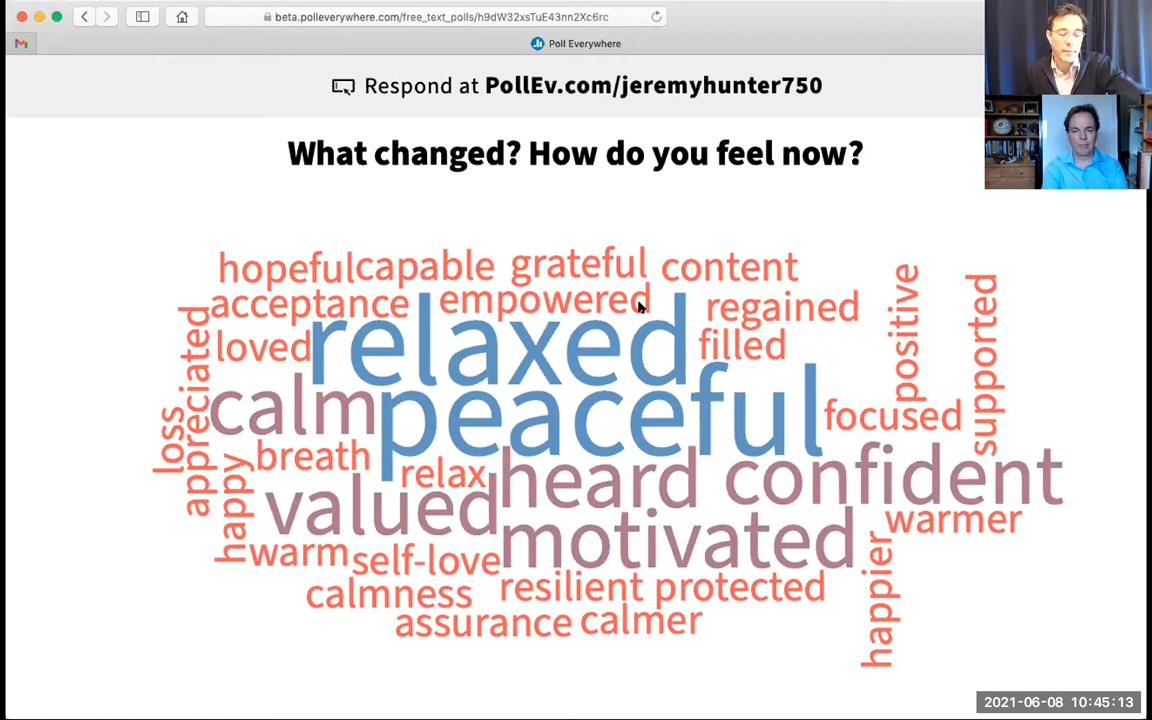 beta.polleverywhere.com/free_text_polls/h9dW32xsTuE43nn2Xc6rc
Poll Everywhere
Respond at PollEv.com/jeremyhunter750
What changed? How do you feel now?
hopeful
capable
grateful
content
acceptance
empowered
regained
positive
supported
appreciated
loved
relaxed
filled
calm
peaceful
focused
loss
breath
relax
heard
confident
happy
valued
motivated
warmer
warm
self-love
happier
calmness
resilient
protected
assurance
calmer
2021-06-08 10:45:13